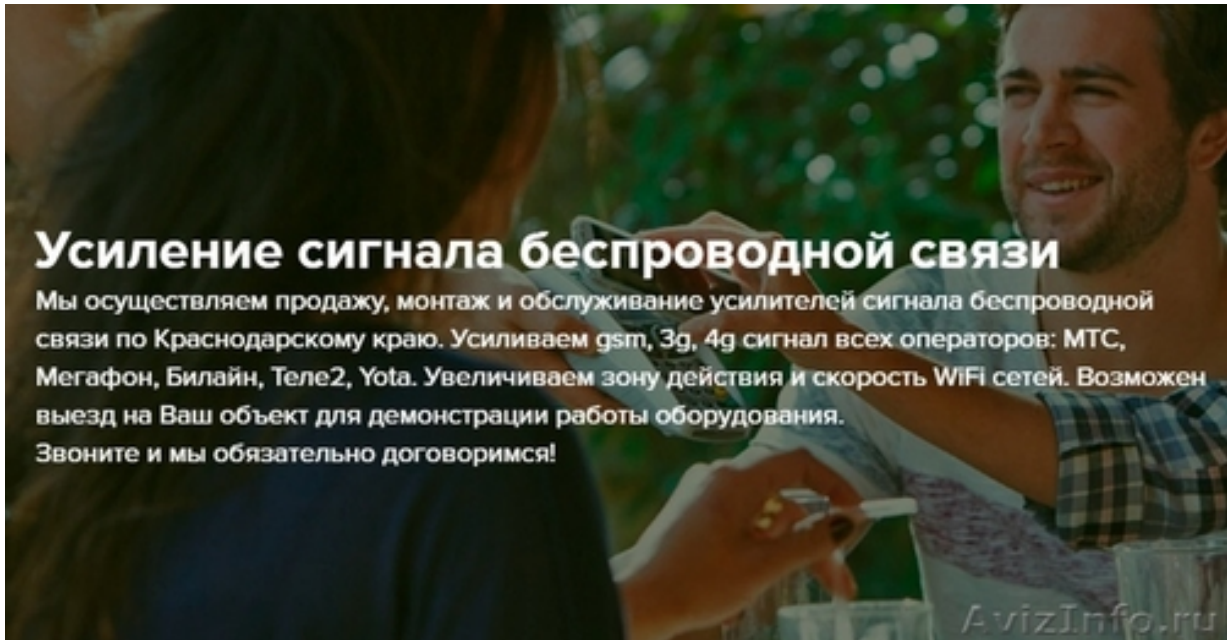 Усиление сигнала беспроводной связи
Мы осуществляем продажу, монтаж и обслуживание усилителей сигнала беспроводной
связи по Краснодарскому краю. Усиливаем gsm, 3g, 4g сигнал всех операторов: МТС,
Мегафон, Билайн, Теле2, Yota. Увеличиваем зону действия и скорость WiFi сетей. Возможен
выезд на Ваш объект для демонстрации работы оборудования.
Звоните и мы обязательно договоримся!
AvizInfo.ru